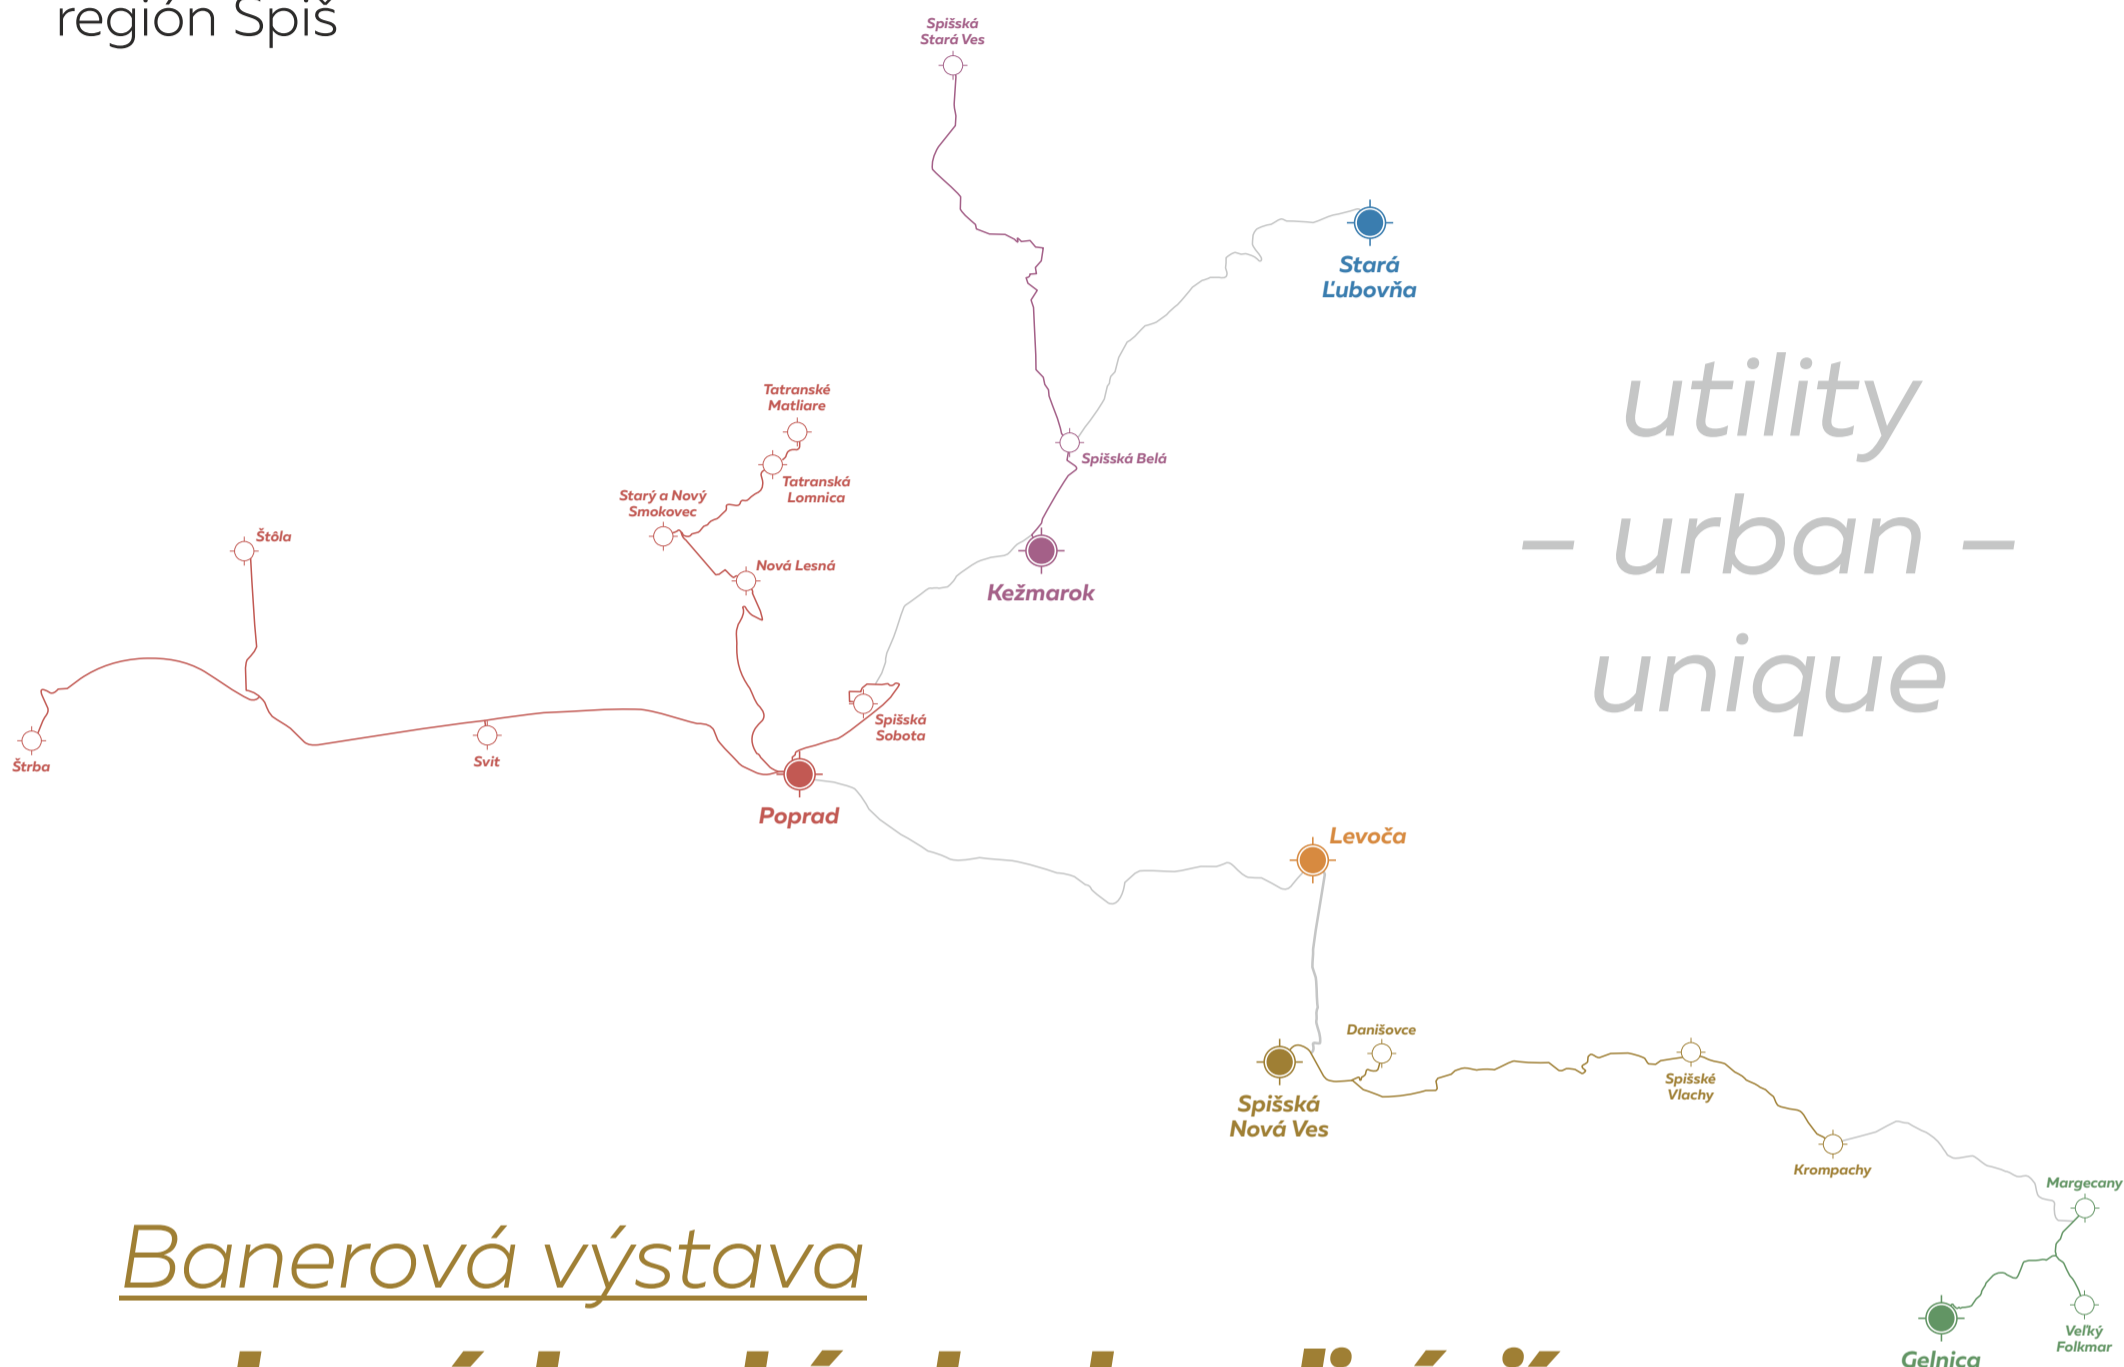 región Spiš
Spišská
Stará Ves
Stará
Ľubovňa
utility
– urban –
unique
Tatranské
Matliare
Spišská Belá
Tatranská
Lomnica
Starý a Nový
Smokovec
Štôla
Nová Lesná
Kežmarok
Spišská
Sobota
Štrba
Svit
Poprad
Levoča
Danišovce
Spišská
Nová Ves
Spišské
Vlachy
Krompachy
Margecany
Banerová výstava
Veľký
Folkmar
Gelnica